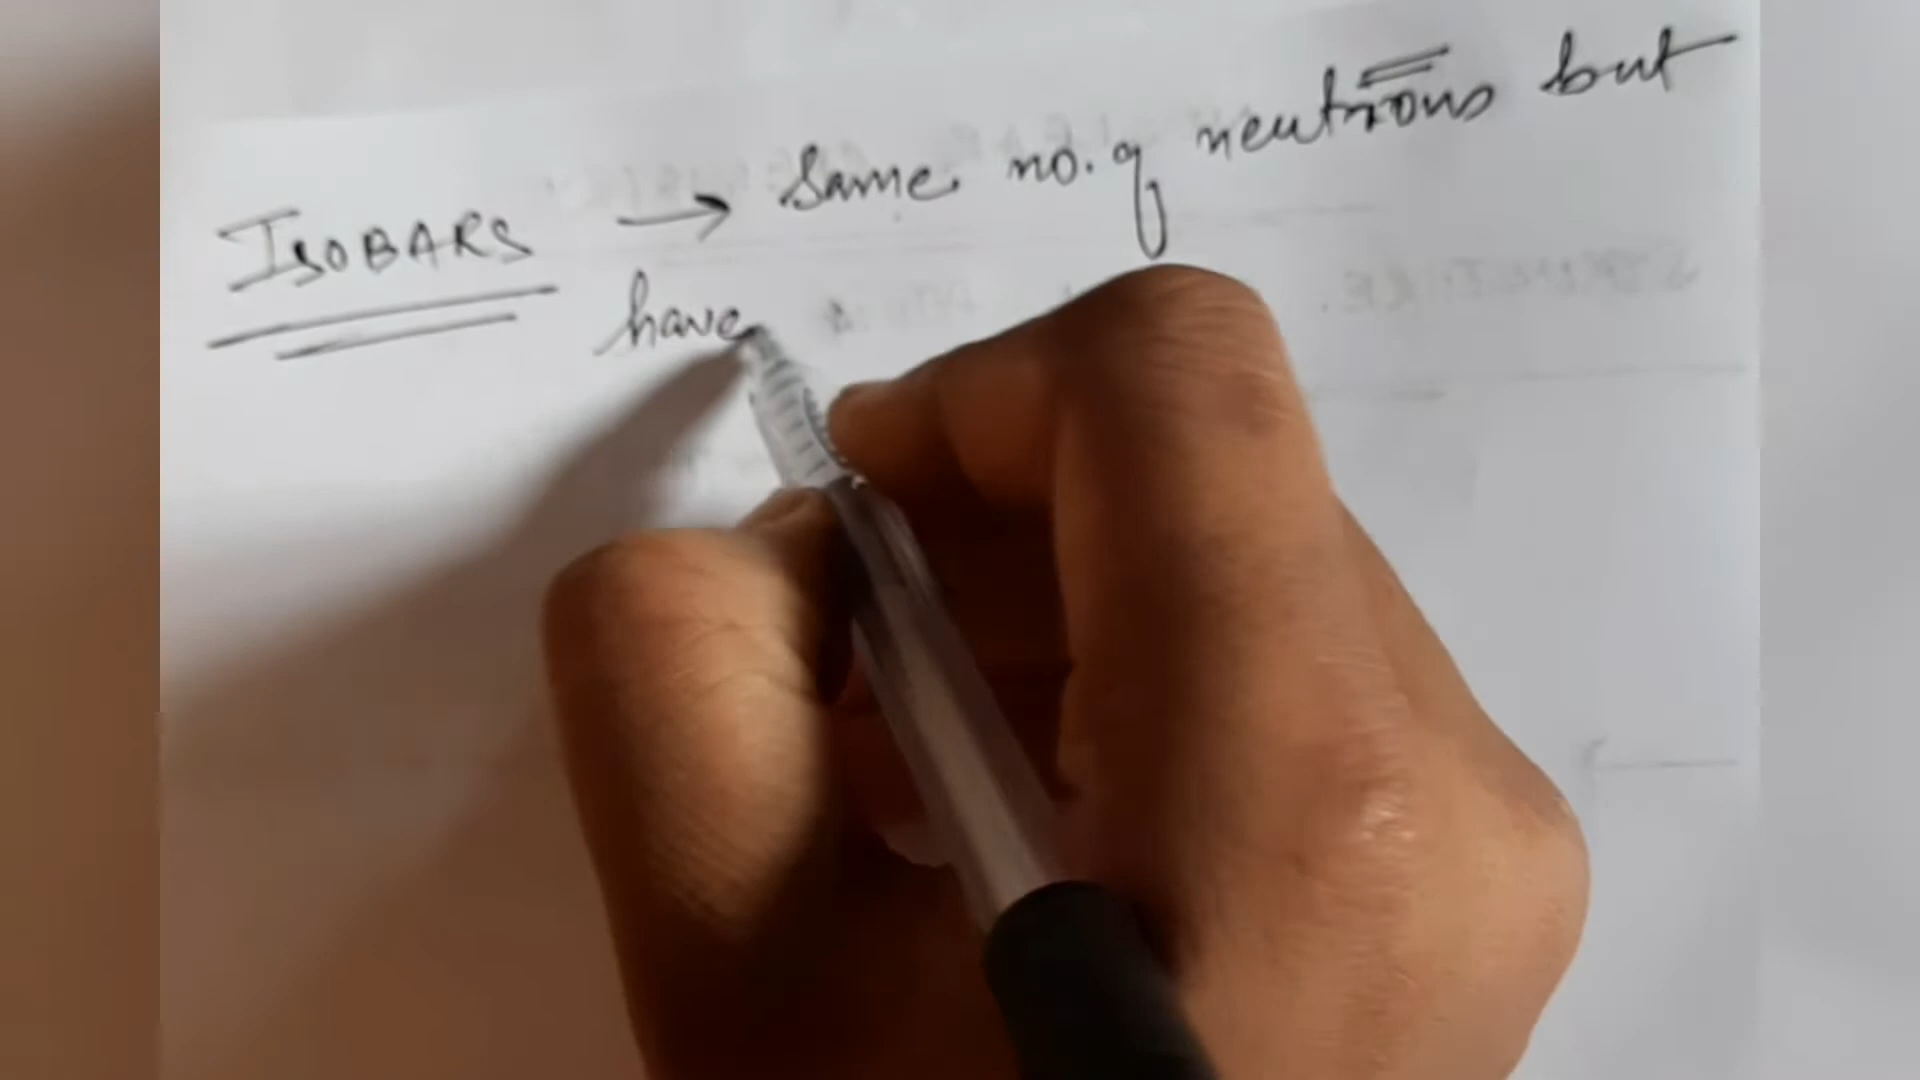 ISOBARS → Same no. of neutrons but
have